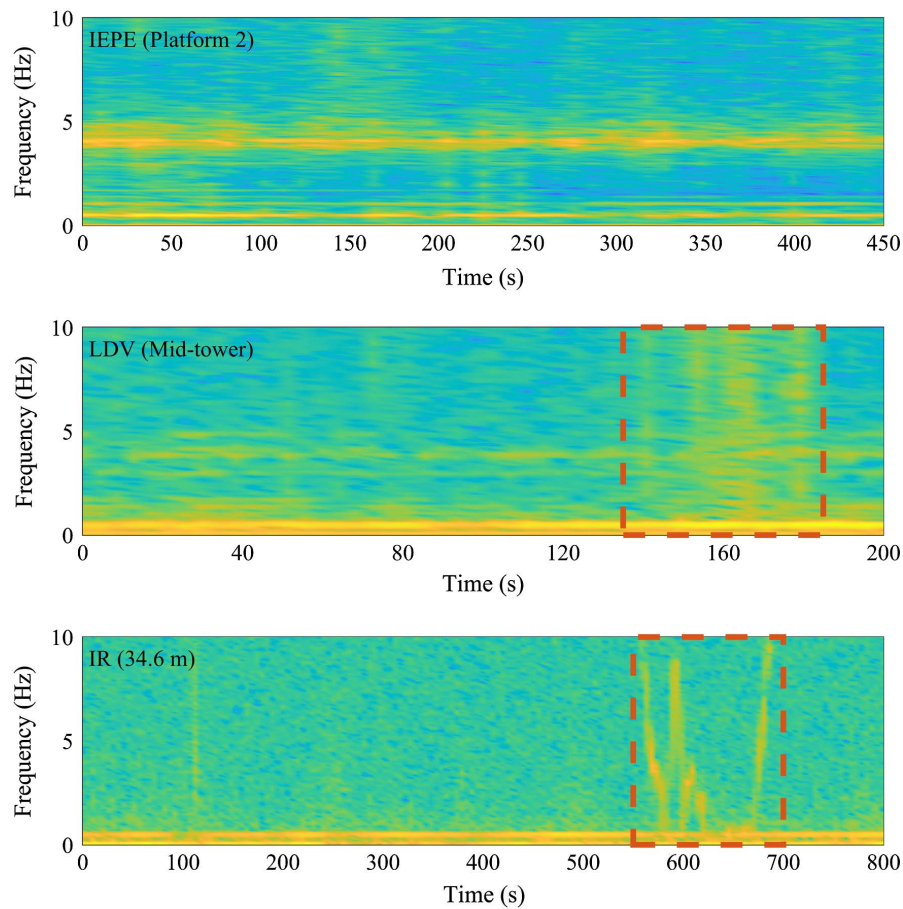 10
IEPE (Platform 2)
Frequency (Hz)
5
0
0 50 100 150 200 250 300 350 400 450
Time (s)
10
LDV (Mid-tower)
Frequency (Hz)
5
0
0 40 80 120 160 200
Time (s)
10
IR (34.6 m)
Frequency (Hz)
5
0
0 100 200 300 400 500 600 700 800
Time (s)